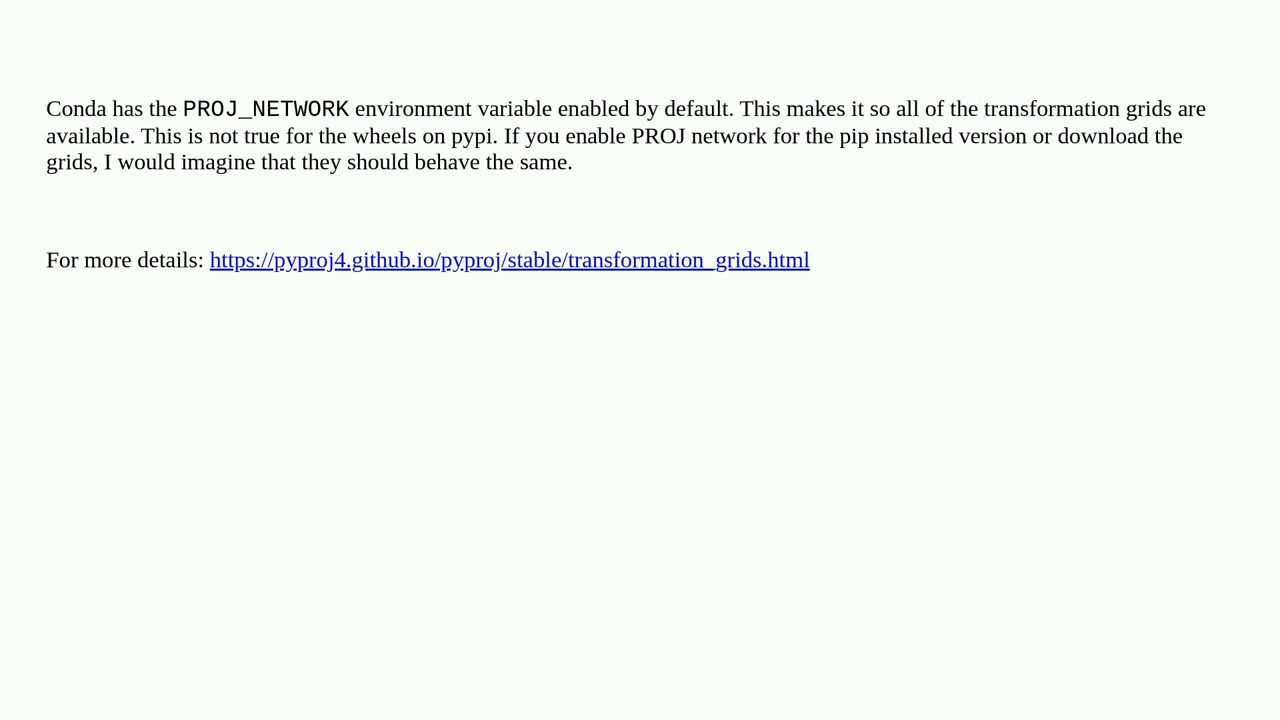 Conda has the PROJ_NETWORK environment variable enabled by default. This makes it so all of the transformation grids are
available. This is not true for the wheels on pypi. If you enable PROJ network for the pip installed version or download the
grids, I would imagine that they should behave the same.
For more details: https://pyproj4.github.io/pyproj/stable/transformation_grids.html